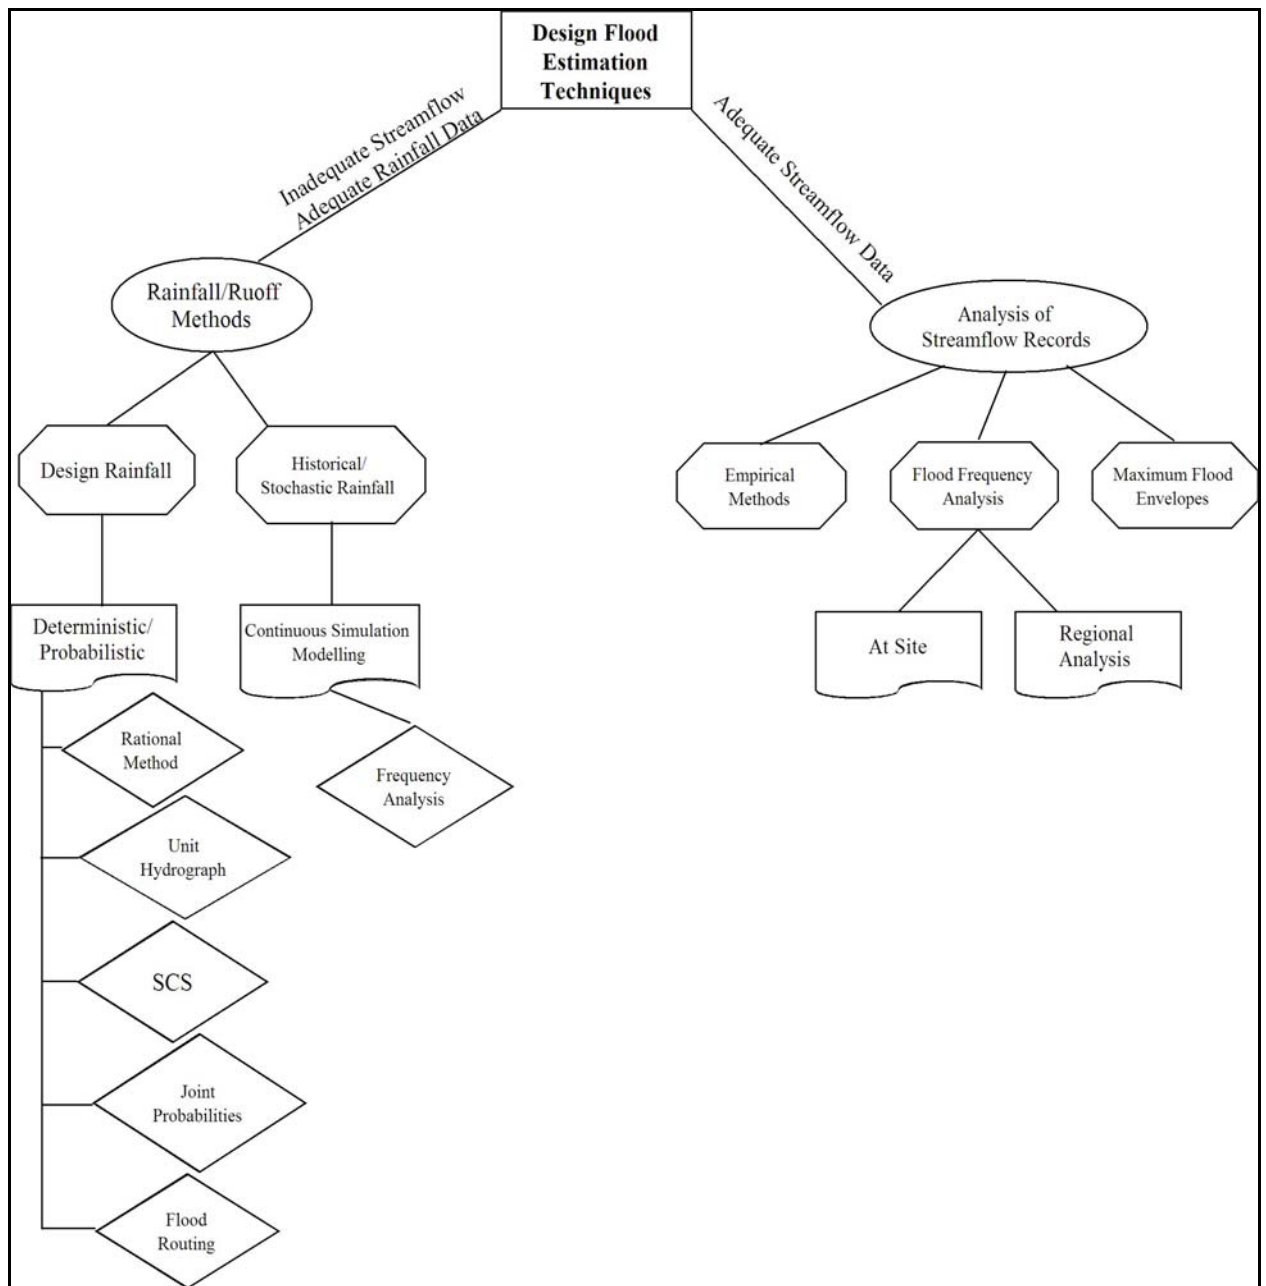 Design Flood
Estimation
Techniques
Inadequate Streamflow
Adequate Rainfall Data
Adequate Streamflow Data
Rainfall/Ruoff
Methods
Analysis of
Streamflow Records
Design Rainfall
Historical/
Stochastic Rainfall
Empirical
Methods
Flood Frequency
Analysis
Maximum Flood
Envelopes
Deterministic/
Probabilistic
Continuous Simulation
Modelling
At Site
Regional
Analysis
Rational
Method
Frequency
Analysis
Unit
Hydrograph
SCS
Joint
Probabilities
Flood
Routing